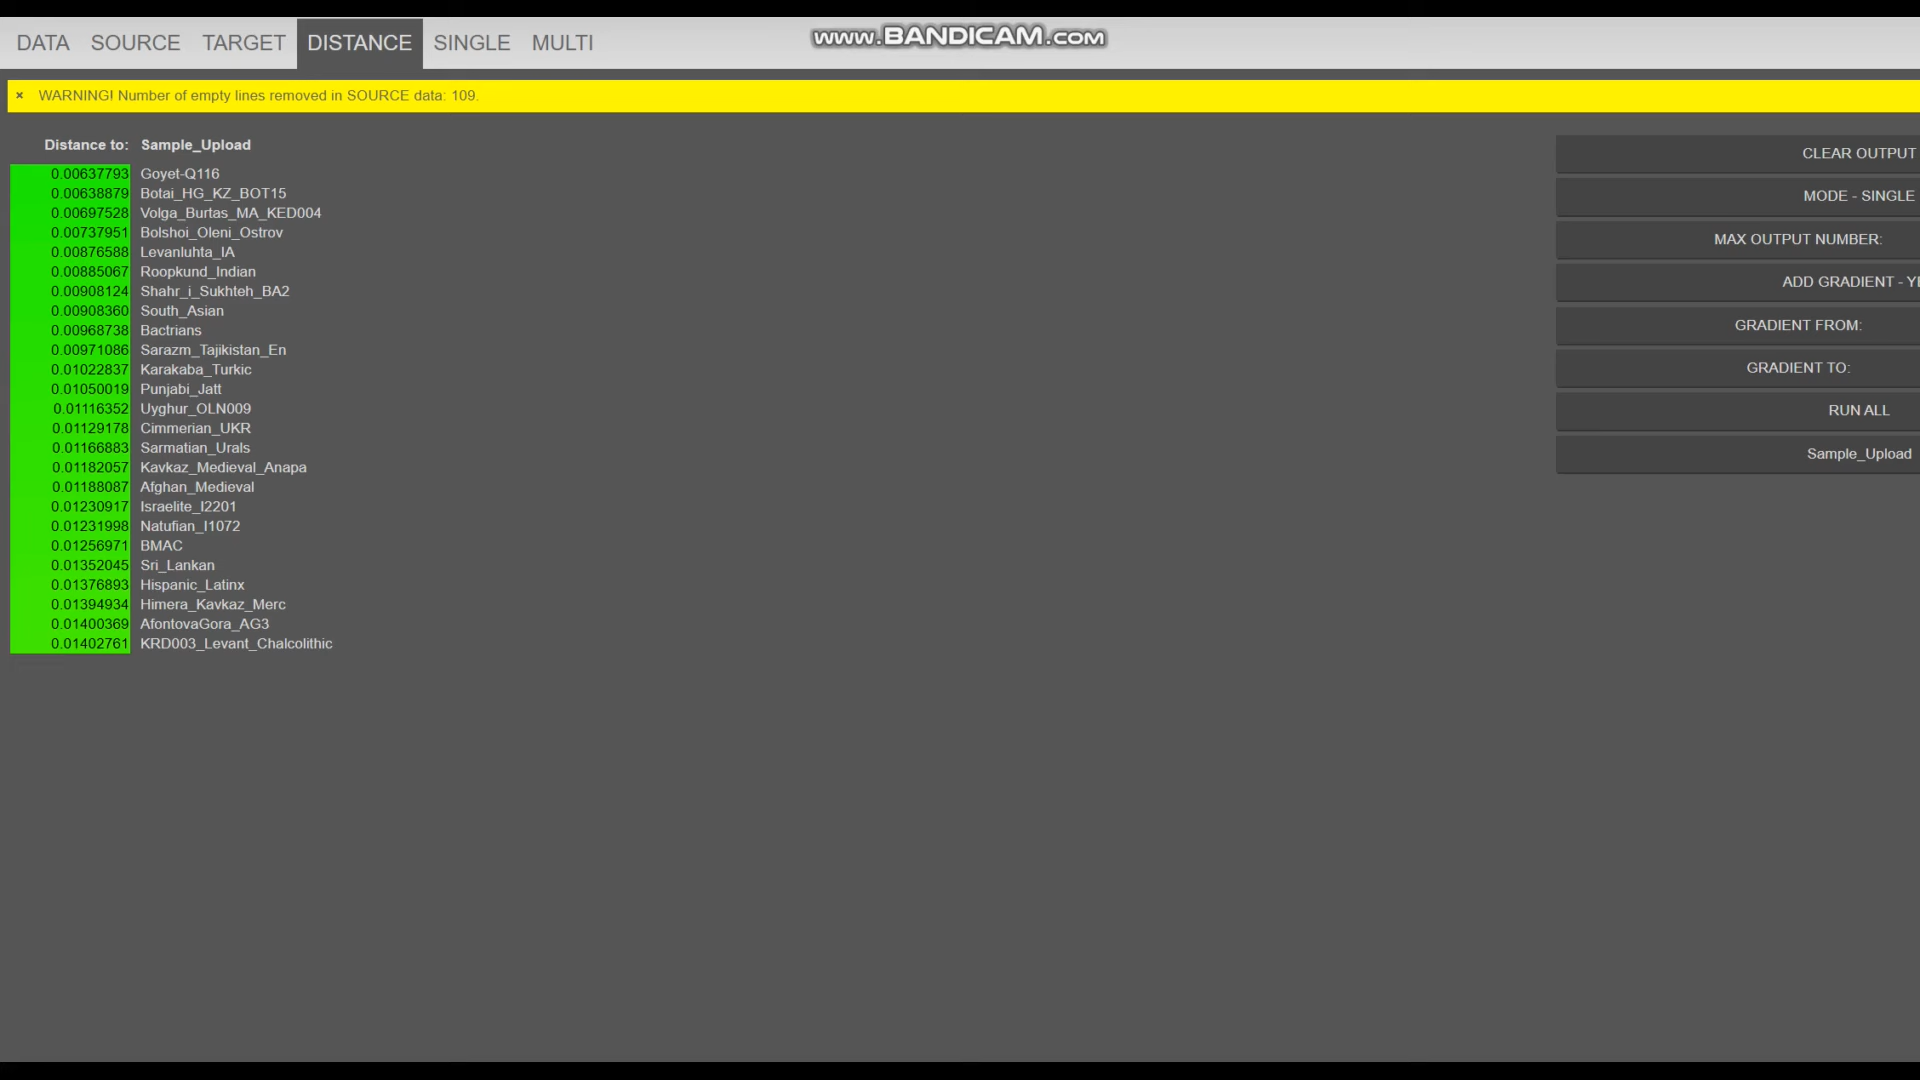 www.BANDICAM.com
DATA SOURCE TARGET DISTANCE SINGLE MULTI
× WARNING! Number of empty lines removed in SOURCE data: 109.
Distance to: Sample_Upload
0.00637793 Goyet-Q116
0.00638879 Botai_HG_KZ_BOT15
0.00697528 Volga_Burtas_MA_KED004
0.00737951 Bolshoi_Oleni_Ostrov
0.00876588 Levanluhta_IA
0.00885067 Roopkund_Indian
0.00908124 Shahr_i_Sukhteh_BA2
0.00908360 South_Asian
0.00968738 Bactrians
0.00971086 Sarazm_Tajikistan_En
0.01022837 Karakaba_Turkic
0.01050019 Punjabi_Jatt
0.01116352 Uyghur_OLN009
0.01129178 Cimmerian_UKR
0.01166883 Sarmatian_Urals
0.01182057 Kavkaz_Medieval_Anapa
0.01188087 Afghan_Medieval
0.01230917 Israelite_I2201
0.01231998 Natufian_I1072
0.01256971 BMAC
0.01352045 Sri_Lankan
0.01376893 Hispanic_Latinx
0.01394934 Himera_Kavkaz_Merc
0.01400369 AfontovaGora_AG3
0.01402761 KRD003_Levant_Chalcolithic
CLEAR OUTPUT
MODE - SINGLE
MAX OUTPUT NUMBER:
ADD GRADIENT - YE
GRADIENT FROM:
GRADIENT TO:
RUN ALL
Sample_Upload